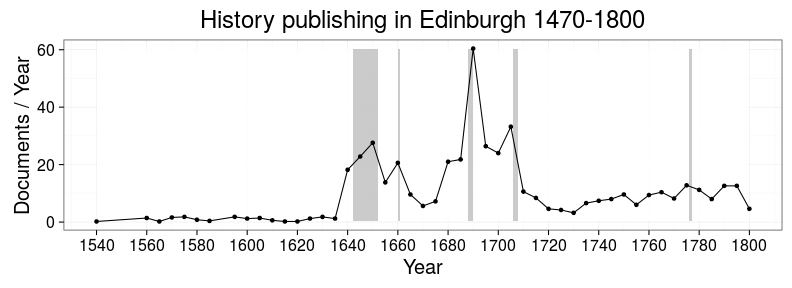 History publishing in Edinburgh 1470-1800
Documents / Year
60
40
20
0
1540 1560 1580 1600 1620 1640 1660 1680 1700 1720 1740 1760 1780 1800
Year